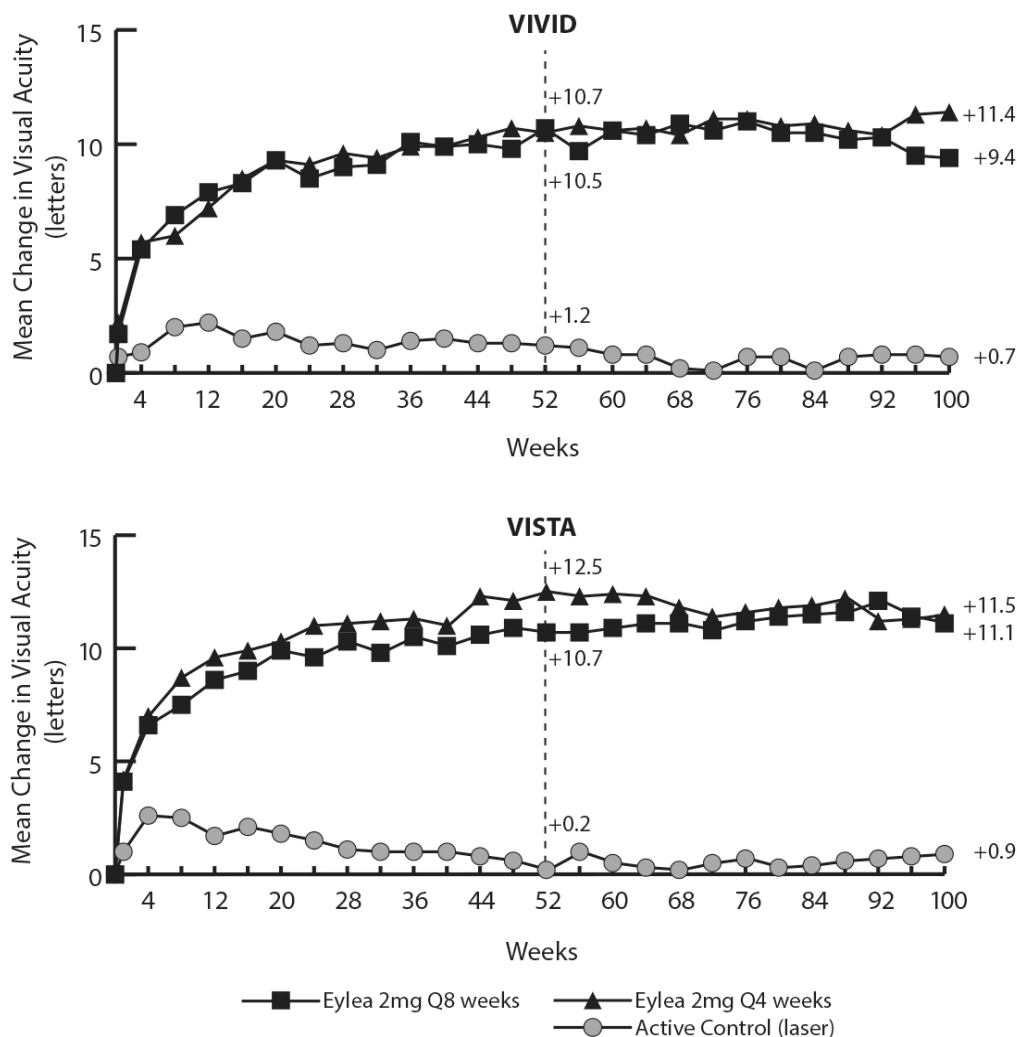 VIVID
15
10
5
0
Mean Change in Visual Acuity
(letters)
+10.7
+10.5
+1.2
+11.4
+9.4
+0.7
4 12 20 28 36 44 52 60 68 76 84 92 100
Weeks
VISTA
15
10
5
0
Mean Change in Visual Acuity
(letters)
+12.5
+10.7
+0.2
+11.5
+11.1
+0.9
4 12 20 28 36 44 52 60 68 76 84 92 100
Weeks
Eylea 2mg Q8 weeks Eylea 2mg Q4 weeks
Active Control (laser)